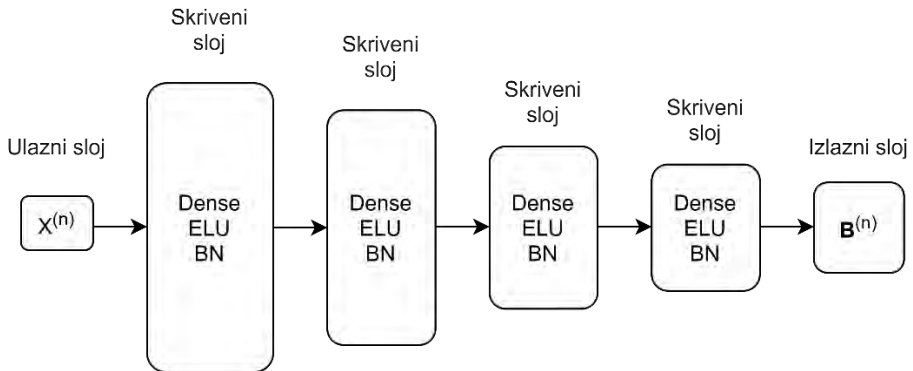 Ulazni sloj
X(n)
Skriveni
sloj
Dense
ELU
BN
Skriveni
sloj
Dense
ELU
BN
Skriveni
sloj
Dense
ELU
BN
Skriveni
sloj
Dense
ELU
BN
Izlazni sloj
B(n)